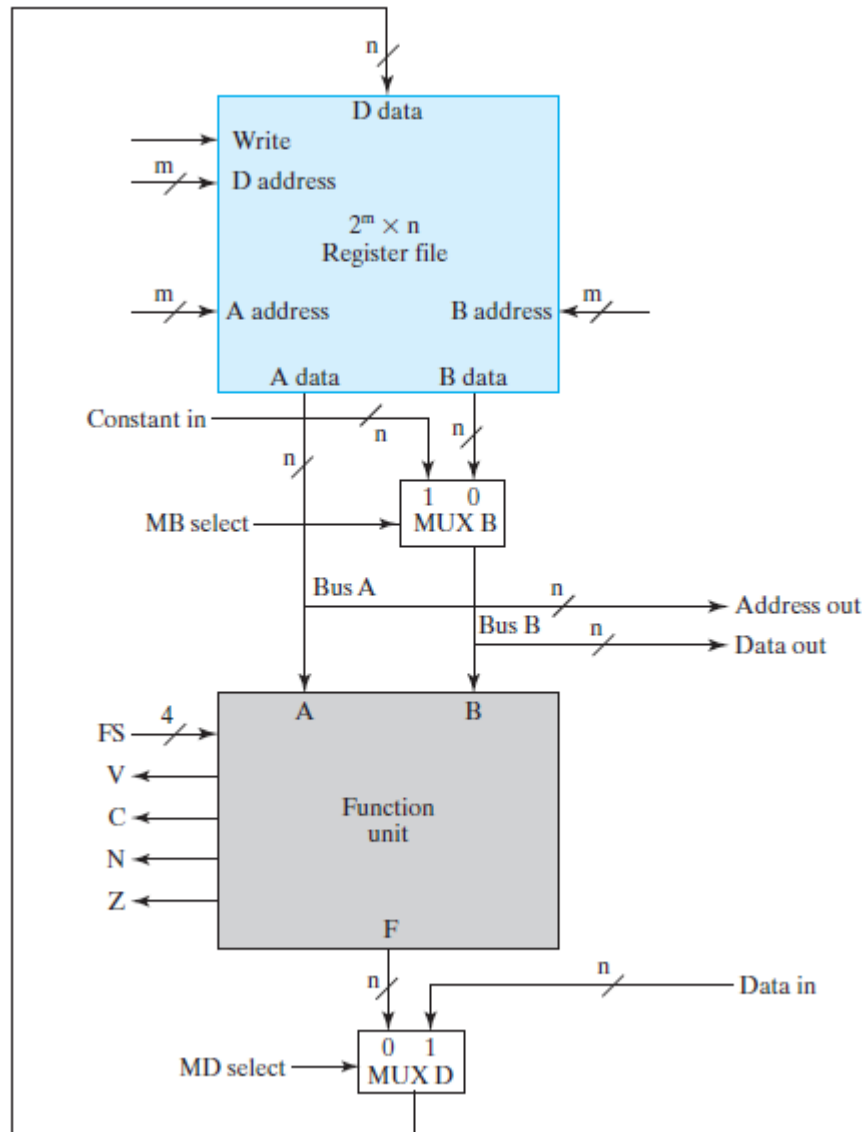 n
D data
Write
m
D address
2ᵐ × n
Register file
m
A address
B address
m
A data
B data
Constant in
n
n
n
1 0
MUX B
MB select
Bus A
n
Address out
Bus B
n
Data out
A
B
4
FS
V
C
N
Z
Function
unit
F
n
n
Data in
0 1
MUX D
MD select